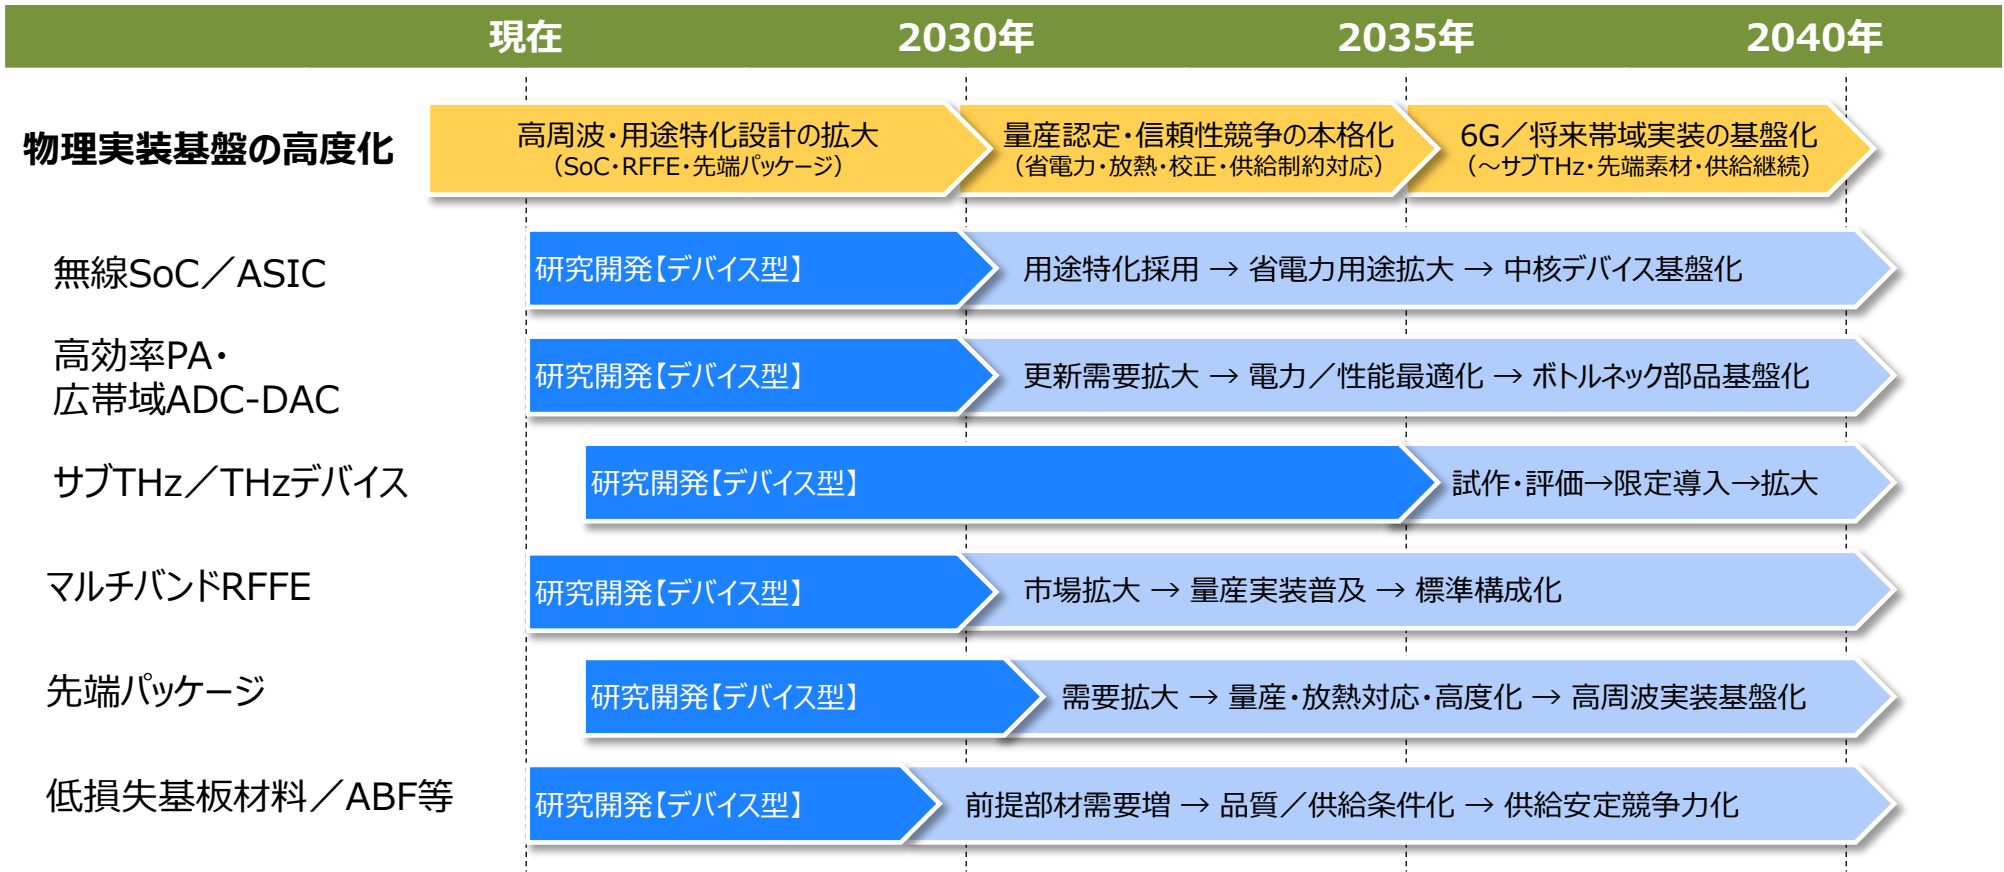 現在 2030年 2035年 2040年
物理実装基盤の高度化
高周波・用途特化設計の拡大
（SoC・RFFE・先端パッケージ）
量産認定・信頼性競争の本格化
（省電力・放熱・校正・供給制約対応）
6G／将来帯域実装の基盤化
（～サブTHz・先端素材・供給継続）
無線SoC／ASIC
研究開発【デバイス型】
用途特化採用 → 省電力用途拡大 → 中核デバイス基盤化
高効率PA・
広帯域ADC-DAC
研究開発【デバイス型】
更新需要拡大 → 電力／性能最適化 → ボトルネック部品基盤化
サブTHz／THzデバイス
研究開発【デバイス型】
試作・評価→限定導入→拡大
マルチバンドRFFE
研究開発【デバイス型】
市場拡大 → 量産実装普及 → 標準構成化
先端パッケージ
研究開発【デバイス型】
需要拡大 → 量産・放熱対応・高度化 → 高周波実装基盤化
低損失基板材料／ABF等
研究開発【デバイス型】
前提部材需要増 → 品質／供給条件化 → 供給安定競争力化